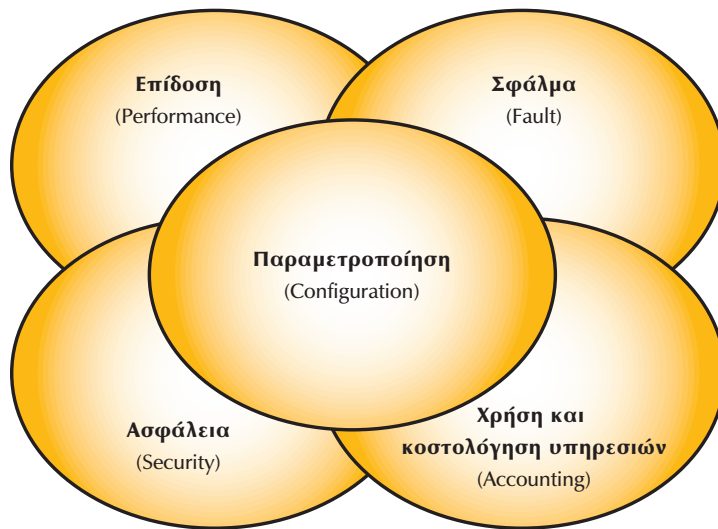 Επίδοση
(Performance)
Σφάλμα
(Fault)
Παραμετροποίηση
(Configuration)
Ασφάλεια
(Security)
Χρήση και
κοστολόγηση υπηρεσιών
(Accounting)